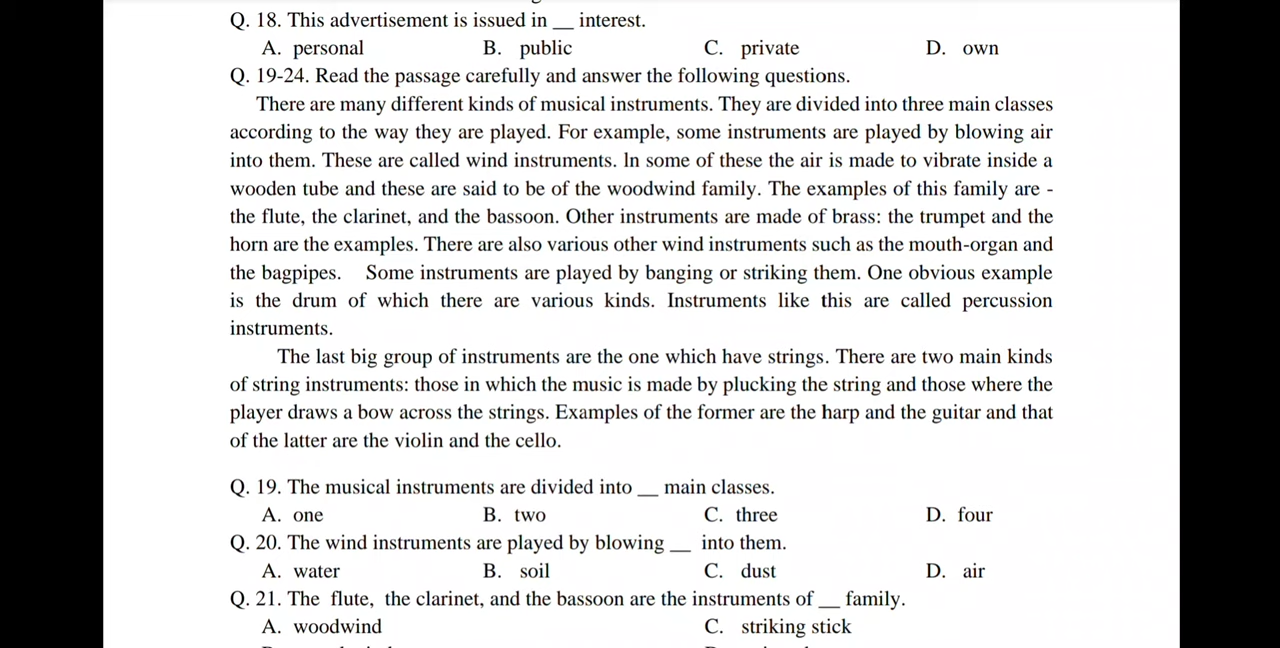 Q. 18. This advertisement is issued in __ interest.
A. personal B. public C. private D. own
Q. 19-24. Read the passage carefully and answer the following questions.
There are many different kinds of musical instruments. They are divided into three main classes
according to the way they are played. For example, some instruments are played by blowing air
into them. These are called wind instruments. In some of these the air is made to vibrate inside a
wooden tube and these are said to be of the woodwind family. The examples of this family are -
the flute, the clarinet, and the bassoon. Other instruments are made of brass: the trumpet and the
horn are the examples. There are also various other wind instruments such as the mouth-organ and
the bagpipes. Some instruments are played by banging or striking them. One obvious example
is the drum of which there are various kinds. Instruments like this are called percussion
instruments.
The last big group of instruments are the one which have strings. There are two main kinds
of string instruments: those in which the music is made by plucking the string and those where the
player draws a bow across the strings. Examples of the former are the harp and the guitar and that
of the latter are the violin and the cello.
Q. 19. The musical instruments are divided into __ main classes.
A. one B. two C. three D. four
Q. 20. The wind instruments are played by blowing __ into them.
A. water B. soil C. dust D. air
Q. 21. The flute, the clarinet, and the bassoon are the instruments of __ family.
A. woodwind C. striking stick